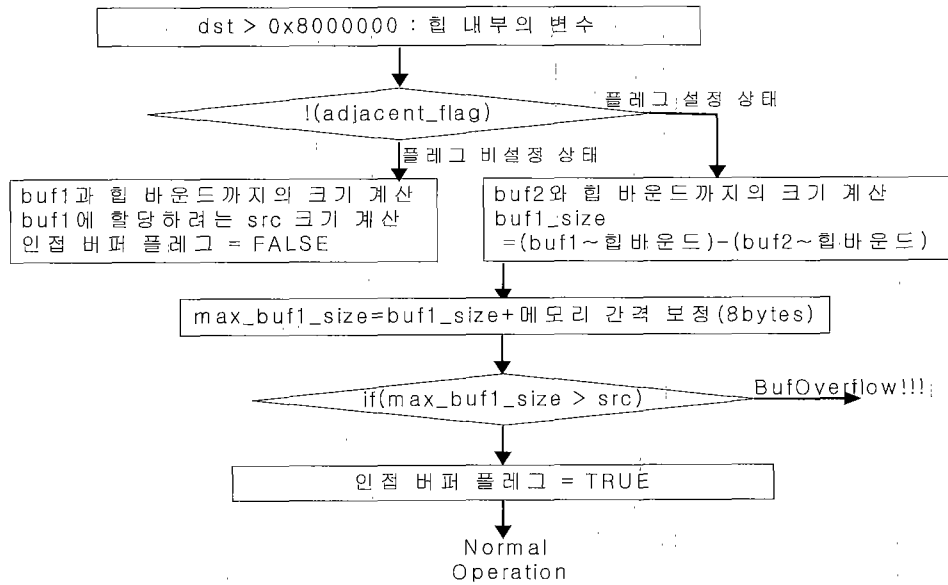 dst > 0x8000000 : 힙 내부의 변수
!(adjacent_flag)
플레그 설정 상태
플레그 비설정 상태
buf1과 힙 바운드까지의 크기 계산
buf1에 할당하려는 src 크기 계산
인접 버퍼 플레그 = FALSE
buf2와 힙 바운드까지의 크기 계산
buf1_size
=(buf1~힙바운드)-(buf2~힙바운드)
max_buf1_size=buf1_size+메모리 간격 보정(8bytes)
if(max_buf1_size > src)
BufOverflow!!!
인접 버퍼 플레그 = TRUE
Normal
Operation